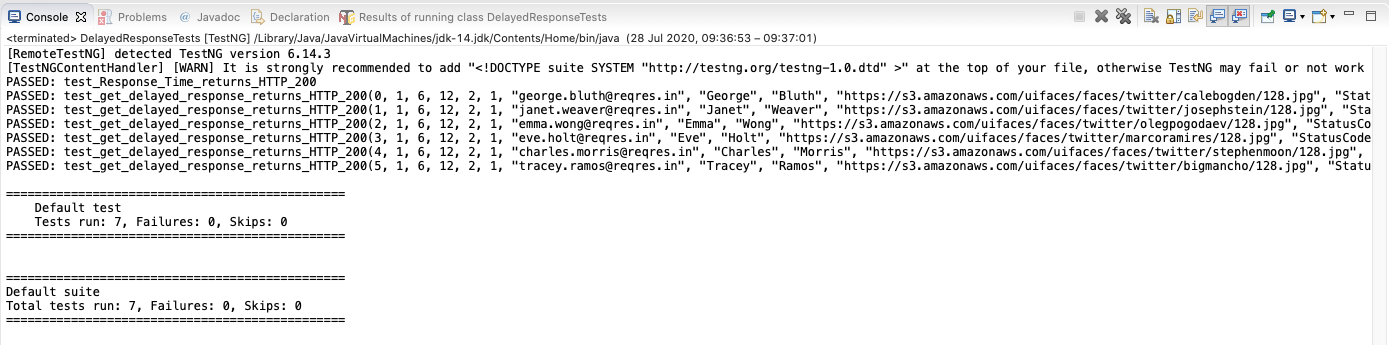 Console Problems @ Javadoc Declaration Results of running class DelayedResponseTests
<terminated> DelayedResponseTests [TestNG] /Library/Java/JavaVirtualMachines/jdk-14.jdk/Contents/Home/bin/java (28 Jul 2020, 09:36:53 – 09:37:01)
[RemoteTestNG] detected TestNG version 6.14.3
[TestNGContentHandler] [WARN] It is strongly recommended to add "<!DOCTYPE suite SYSTEM "http://testng.org/testng-1.0.dtd" >" at the top of your file, otherwise TestNG may fail or not work
PASSED: test_Response_Time_returns_HTTP_200
PASSED: test_get_delayed_response_returns_HTTP_200(0, 1, 6, 12, 2, 1, "george.bluth@reqres.in", "George", "Bluth", "https://s3.amazonaws.com/uifaces/faces/twitter/calebogden/128.jpg", "Stat
PASSED: test_get_delayed_response_returns_HTTP_200(1, 1, 6, 12, 2, 1, "janet.weaver@reqres.in", "Janet", "Weaver", "https://s3.amazonaws.com/uifaces/faces/twitter/josephstein/128.jpg", "Sta
PASSED: test_get_delayed_response_returns_HTTP_200(2, 1, 6, 12, 2, 1, "emma.wong@reqres.in", "Emma", "Wong", "https://s3.amazonaws.com/uifaces/faces/twitter/olegpogodaev/128.jpg", "StatusCo
PASSED: test_get_delayed_response_returns_HTTP_200(3, 1, 6, 12, 2, 1, "eve.holt@reqres.in", "Eve", "Holt", "https://s3.amazonaws.com/uifaces/faces/twitter/marcoramires/128.jpg", "StatusCode
PASSED: test_get_delayed_response_returns_HTTP_200(4, 1, 6, 12, 2, 1, "charles.morris@reqres.in", "Charles", "Morris", "https://s3.amazonaws.com/uifaces/faces/twitter/stephenmoon/128.jpg",
PASSED: test_get_delayed_response_returns_HTTP_200(5, 1, 6, 12, 2, 1, "tracey.ramos@reqres.in", "Tracey", "Ramos", "https://s3.amazonaws.com/uifaces/faces/twitter/bigmancho/128.jpg", "Statu
===============================================
Default test
Tests run: 7, Failures: 0, Skips: 0
===============================================
===============================================
Default suite
Total tests run: 7, Failures: 0, Skips: 0
===============================================